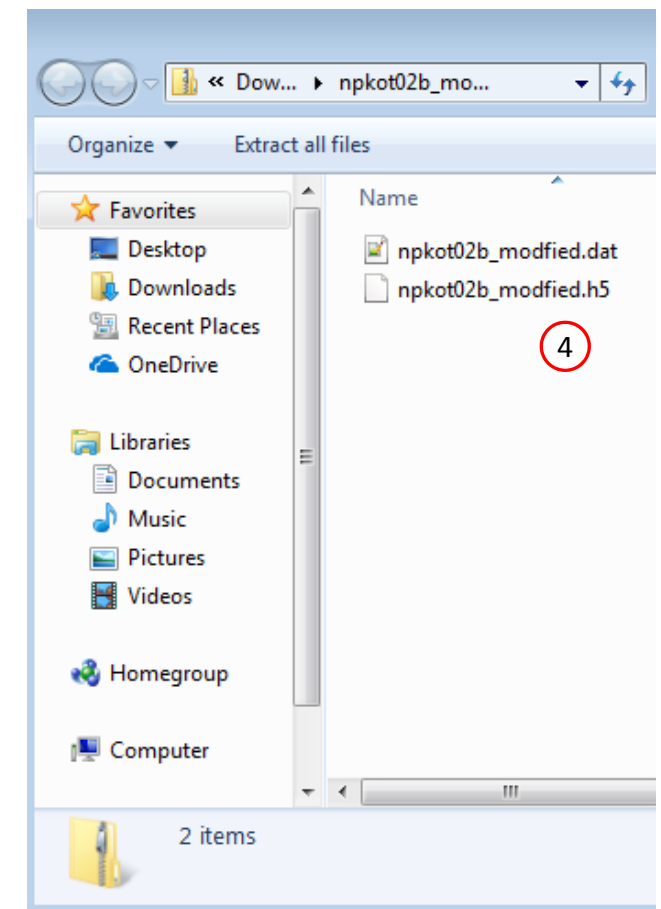 « Dow... npkot02b_mo...
Organize Extract all files
Favorites
Desktop
Downloads
Recent Places
OneDrive
Libraries
Documents
Music
Pictures
Videos
Homegroup
Computer
Name
npkot02b_modfied.dat
npkot02b_modfied.h5
4
2 items